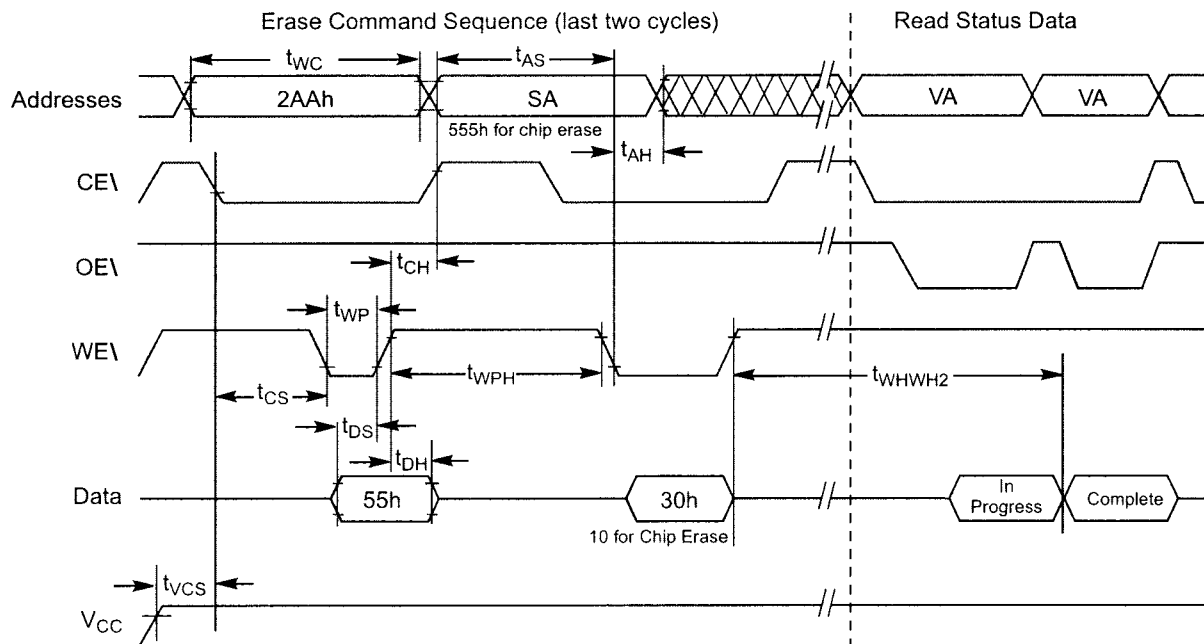 Erase Command Sequence (last two cycles)
Read Status Data
tWC
tAS
Addresses
2AAh
SA
VA
VA
555h for chip erase
tAH
CE\
OE\
tCH
tWP
WE\
tWPH
tWHWH2
tCS
tDS
tDH
Data
55h
30h
In
Progress
Complete
10 for Chip Erase
tVCS
VCC